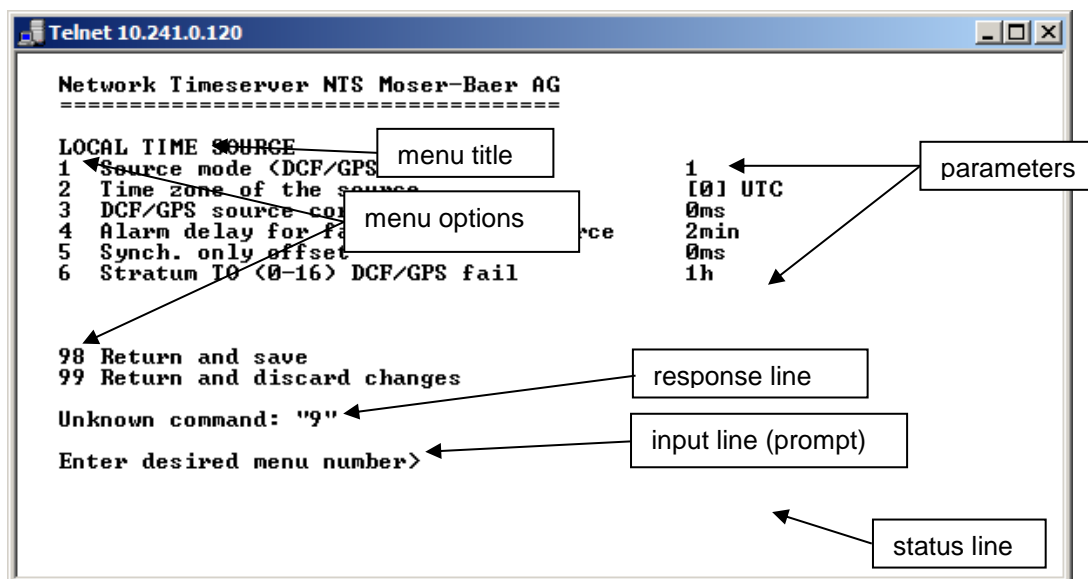 Telnet 10.241.0.120
Network Timeserver NTS Moser-Baer AG
====================================
LOCAL TIME SOURCE
menu title
1 Source mode (DCF/GPS 1
parameters
2 Time zone of the source [0] UTC
3 DCF/GPS source 0ms
menu options
4 Alarm delay for 2min
5 Synch. only offset 0ms
6 Stratum TO (0-16) DCF/GPS fail 1h
98 Return and save
99 Return and discard changes
response line
Unknown command: "9"
input line (prompt)
Enter desired menu number>
status line